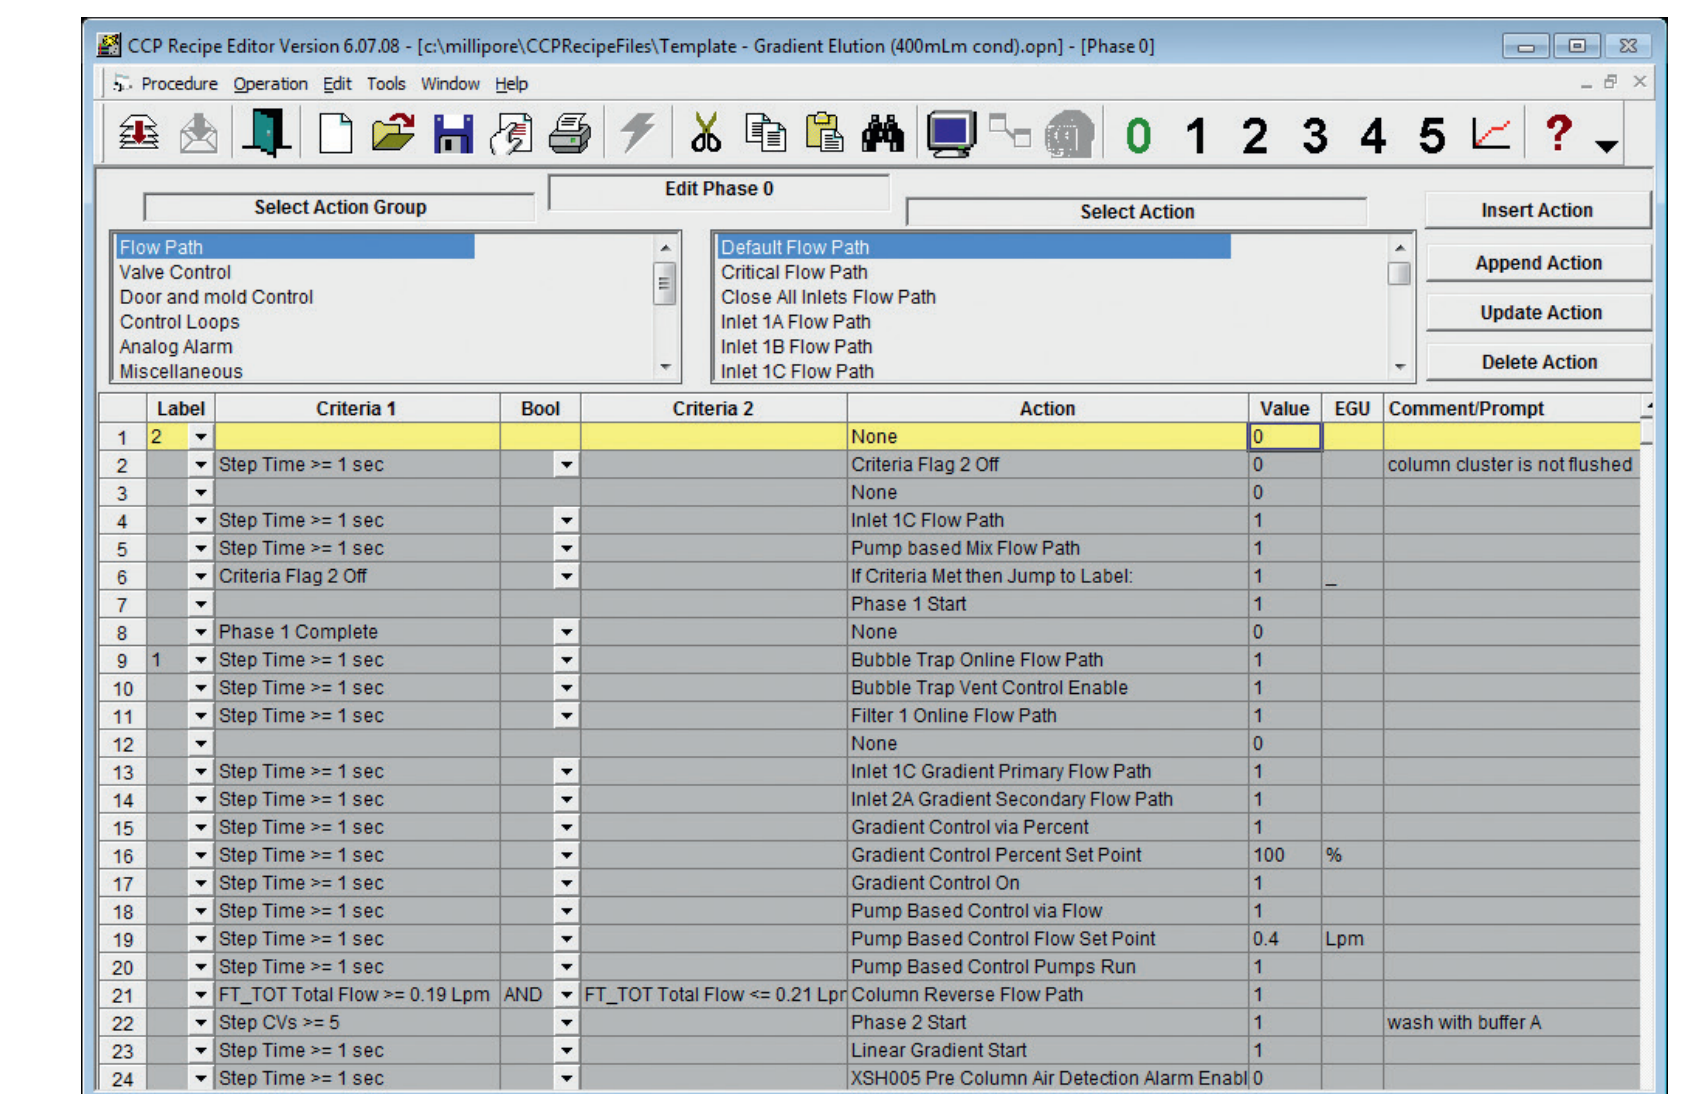 CCP Recipe Editor Version 6.07.08 - [c:\millipore\CCPRecipeFiles\Template - Gradient Elution (400mLm cond).opn] - [Phase 0]
Procedure Operation Edit Tools Window Help
0 1 2 3 4 5 ?
Edit Phase 0
Select Action Group
Select Action
Flow Path
Valve Control
Door and mold Control
Control Loops
Analog Alarm
Miscellaneous
Default Flow Path
Critical Flow Path
Close All Inlets Flow Path
Inlet 1A Flow Path
Inlet 1B Flow Path
Inlet 1C Flow Path
Insert Action
Append Action
Update Action
Delete Action
Label Criteria 1 Bool Criteria 2 Action Value EGU Comment/Prompt
1 2 None 0
2 Step Time >= 1 sec Criteria Flag 2 Off 0 column cluster is not flushed
3 None 0
4 Step Time >= 1 sec Inlet 1C Flow Path 1
5 Step Time >= 1 sec Pump based Mix Flow Path 1
6 Criteria Flag 2 Off If Criteria Met then Jump to Label: 1 _
7 Phase 1 Start 1
8 Phase 1 Complete None 0
9 1 Step Time >= 1 sec Bubble Trap Online Flow Path 1
10 Step Time >= 1 sec Bubble Trap Vent Control Enable 1
11 Step Time >= 1 sec Filter 1 Online Flow Path 1
12 None 0
13 Step Time >= 1 sec Inlet 1C Gradient Primary Flow Path 1
14 Step Time >= 1 sec Inlet 2A Gradient Secondary Flow Path 1
15 Step Time >= 1 sec Gradient Control via Percent 1
16 Step Time >= 1 sec Gradient Control Percent Set Point 100 %
17 Step Time >= 1 sec Gradient Control On 1
18 Step Time >= 1 sec Pump Based Control via Flow 1
19 Step Time >= 1 sec Pump Based Control Flow Set Point 0.4 Lpm
20 Step Time >= 1 sec Pump Based Control Pumps Run 1
21 FT_TOT Total Flow >= 0.19 Lpm AND FT_TOT Total Flow <= 0.21 Lpr Column Reverse Flow Path 1
22 Step CVs >= 5 Phase 2 Start 1 wash with buffer A
23 Step Time >= 1 sec Linear Gradient Start 1
24 Step Time >= 1 sec XSH005 Pre Column Air Detection Alarm Enabl 0